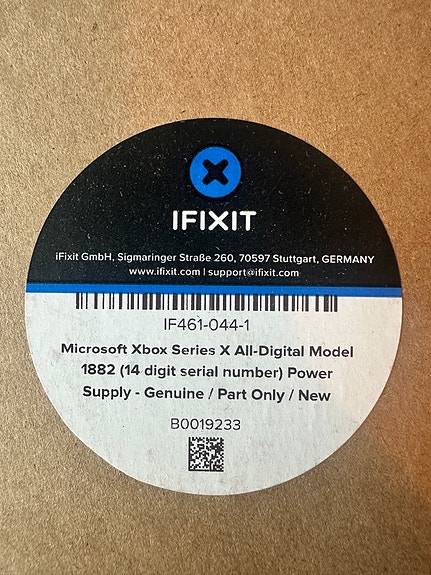 IFIXIT
iFixit GmbH, Sigmaringer Straße 260, 70597 Stuttgart, GERMANY
www.ifixit.com | support@ifixit.com
IF461-044-1
Microsoft Xbox Series X All-Digital Model
1882 (14 digit serial number) Power
Supply - Genuine / Part Only / New
B0019233